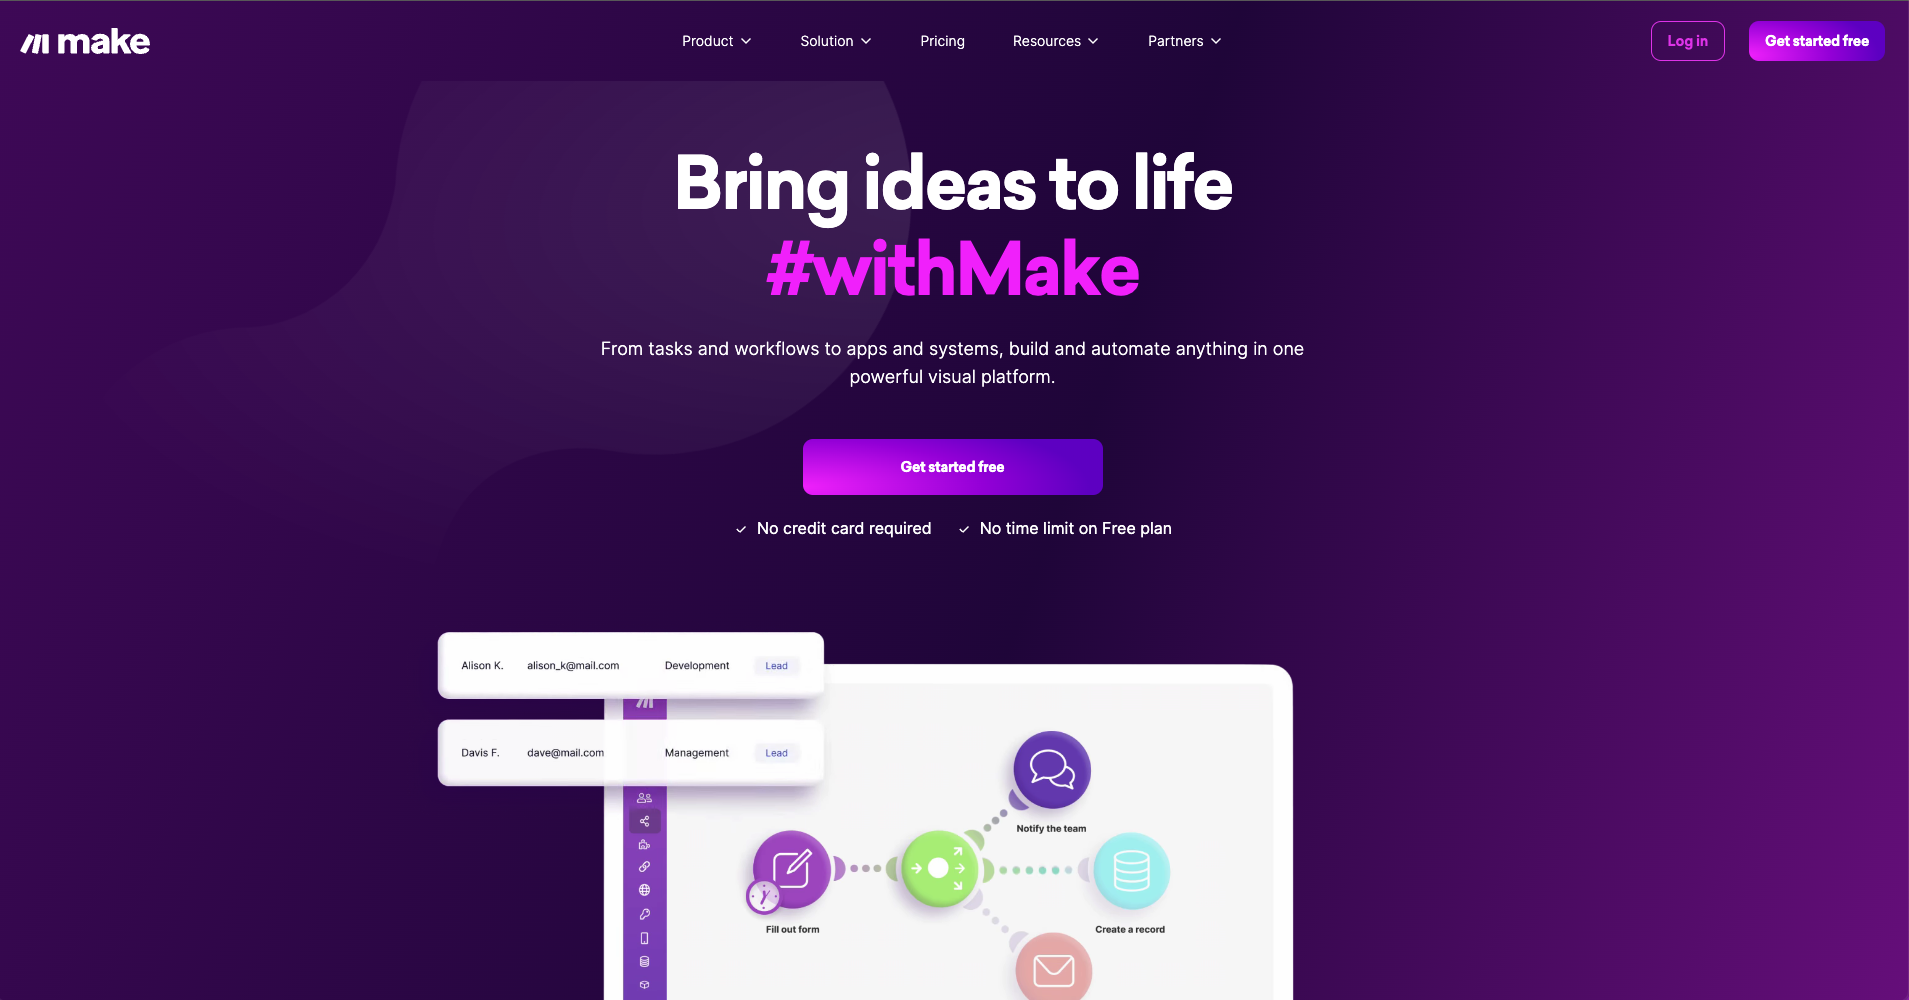 make
Product
Solution
Pricing
Resources
Partners
Log in
Get started free
Bring ideas to life
#withMake
From tasks and workflows to apps and systems, build and automate anything in one
powerful visual platform.
Get started free
No credit card required
No time limit on Free plan
Alison K. alison_k@mail.com Development Lead
Davis F. dave@mail.com Management Lead
Notify the team
Fill out form
Create a record